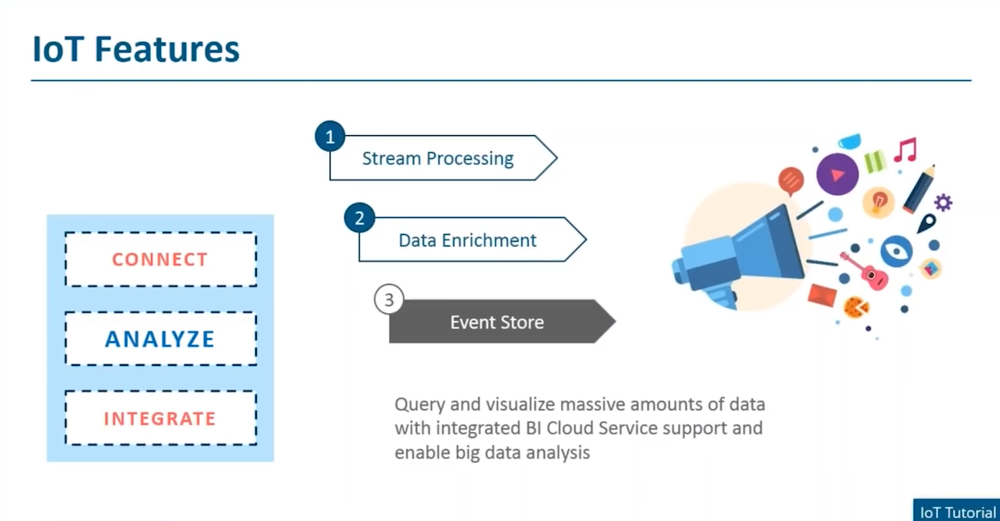 IoT Features
CONNECT
ANALYZE
INTEGRATE
1
Stream Processing
2
Data Enrichment
3
Event Store
Query and visualize massive amounts of data
with integrated BI Cloud Service support and
enable big data analysis
IoT Tutorial